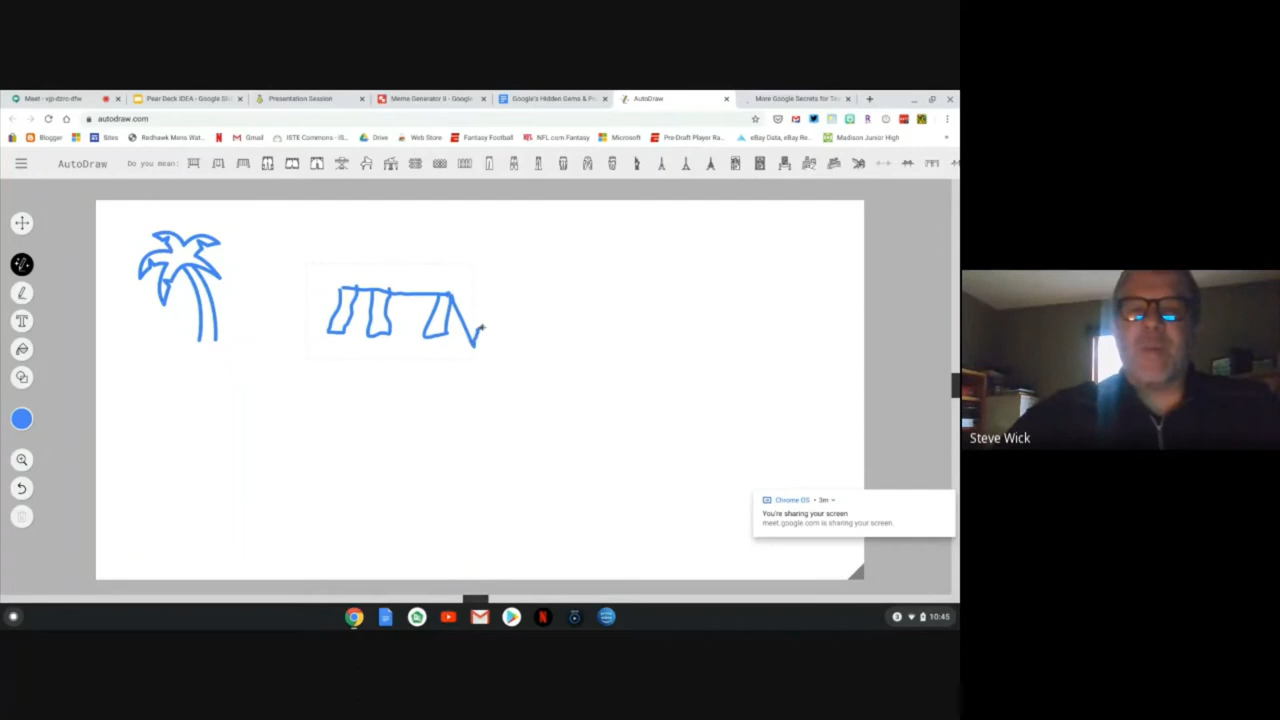 Meet - vjp-dzro-dfw
Pear Deck IDEA - Google Sli
Presentation Session
Meme Generator II - Google
Google's Hidden Gems & Pr
AutoDraw
More Google Secrets for Te
autodraw.com
Blogger
Sites
Redhawk Mens Wat...
Gmail
ISTE Commons - IS...
Drive
Web Store
Fantasy Football
NFL.com Fantasy
Microsoft
Pre-Draft Player Ra...
eBay Data, eBay Re...
Madison Junior High
AutoDraw
Do you mean:
Steve Wick
Chrome OS • 3m
You're sharing your screen
meet.google.com is sharing your screen.
10:45